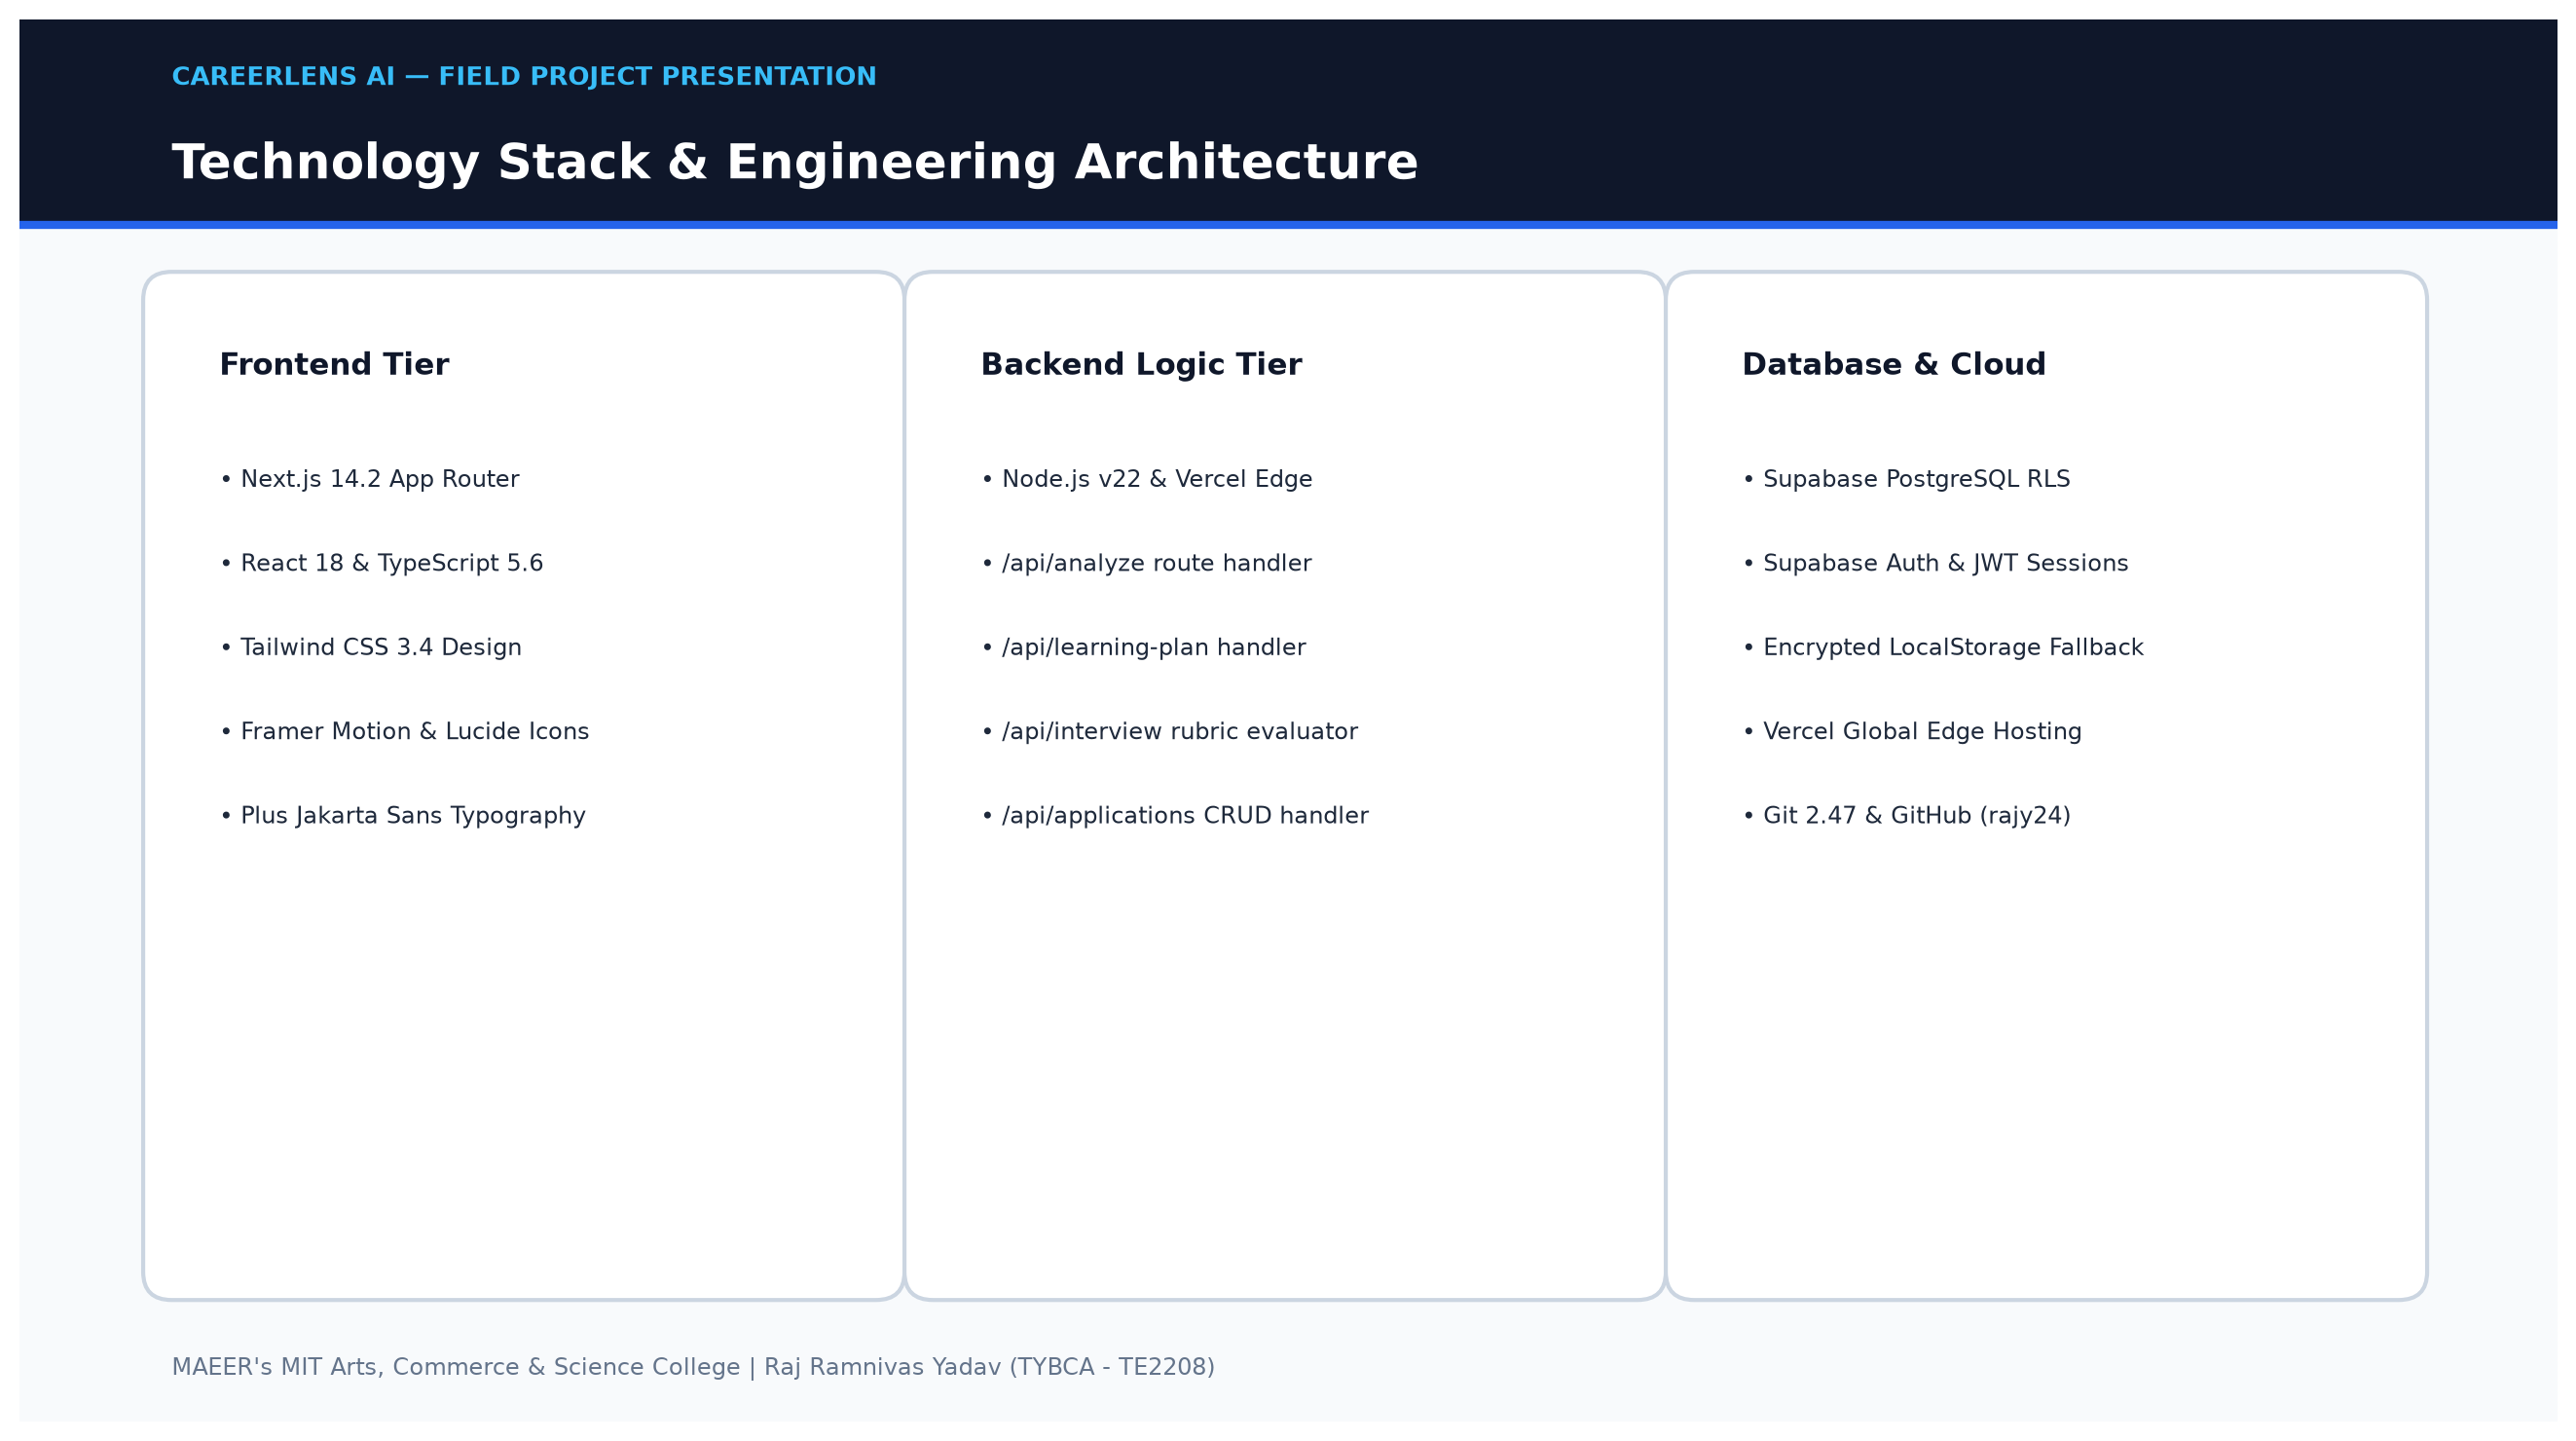 CAREERLENS AI — FIELD PROJECT PRESENTATION
Technology Stack & Engineering Architecture
Frontend Tier
• Next.js 14.2 App Router
• React 18 & TypeScript 5.6
• Tailwind CSS 3.4 Design
• Framer Motion & Lucide Icons
• Plus Jakarta Sans Typography
Backend Logic Tier
• Node.js v22 & Vercel Edge
• /api/analyze route handler
• /api/learning-plan handler
• /api/interview rubric evaluator
• /api/applications CRUD handler
Database & Cloud
• Supabase PostgreSQL RLS
• Supabase Auth & JWT Sessions
• Encrypted LocalStorage Fallback
• Vercel Global Edge Hosting
• Git 2.47 & GitHub (rajy24)
MAEER's MIT Arts, Commerce & Science College | Raj Ramnivas Yadav (TYBCA - TE2208)